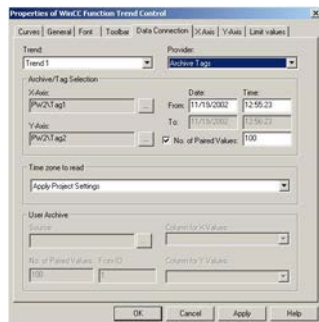 Properties of WinCC Function Trend Control
Curves General Font Toolbar Data Connection X Axis Y-Axis Limit values
Trend: Provider:
Trend 1 Archive Tags
Archive/Tag Selection
X-Axis: Date: Time:
PW2\Tag1 ... From: 11/19/2002 12:55:23
To: 11/19/2002 12:56:23
Y-Axis:
PW2\Tag2 ... No. of Paired Values: 100
Time zone to read
Apply Project Settings
User Archive
Source: Column for X Values:
...
No. of Paired Values: From ID: Column for Y Values:
100 1
OK Cancel Apply Help